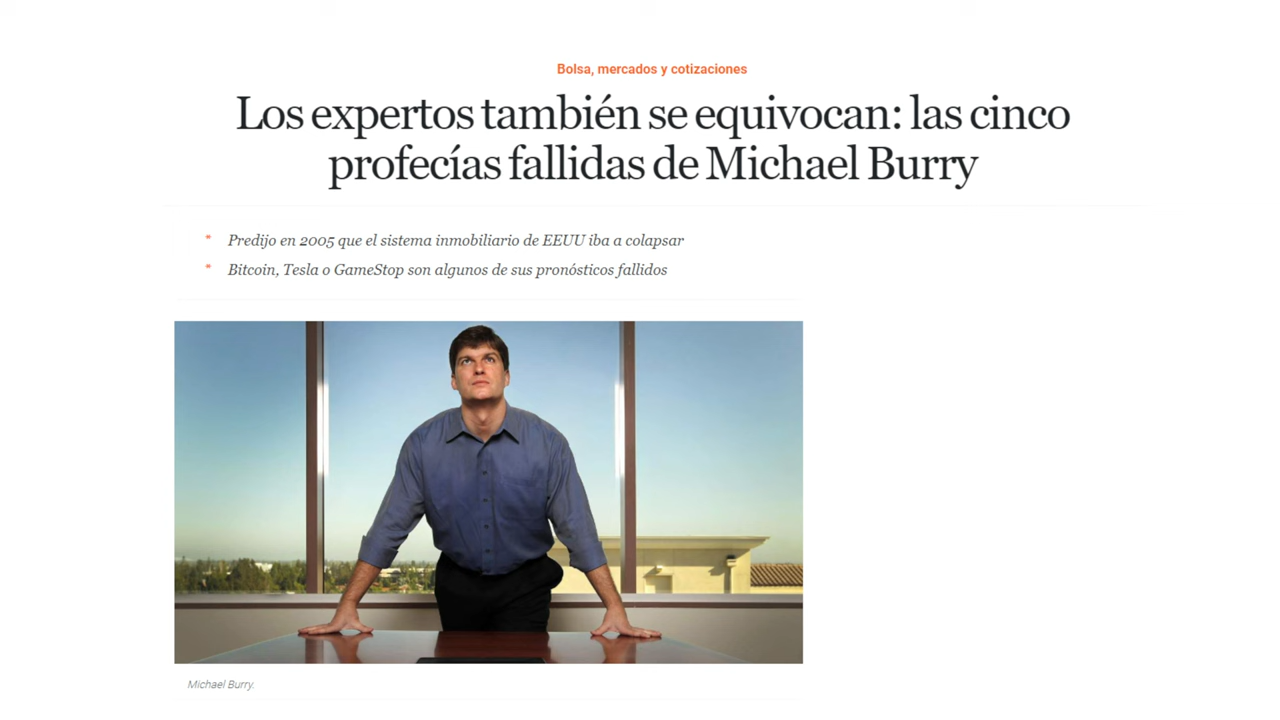 Bolsa, mercados y cotizaciones
Los expertos también se equivocan: las cinco
profecías fallidas de Michael Burry
Predijo en 2005 que el sistema inmobiliario de EEUU iba a colapsar
Bitcoin, Tesla o GameStop son algunos de sus pronósticos fallidos
Michael Burry.